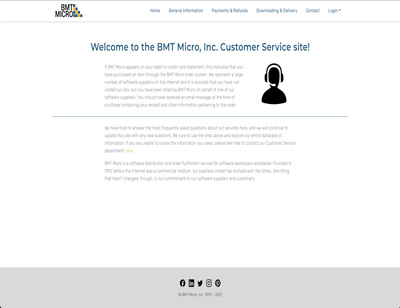 BMT
MICRO
Home General Information Payments & Refunds Downloading & Delivery Contact Login
Welcome to the BMT Micro, Inc. Customer Service site!
If BMT Micro appears on your debit or credit card statement, this indicates that you
have purchased an item through the BMT Micro order system. We represent a large
number of software suppliers on the internet and it is possible that you have not
visited our site, but you have been billed by BMT Micro on behalf of one of our
software suppliers. You should have received an email message at the time of
purchase containing your receipt and other information pertaining to the order.
We have tried to answer the most frequently asked questions about our services here, and we will continue to
update this site with any new questions. Be sure to use the links above and explore our entire database of
information. If you are unable to locate the information you need, please feel free to contact our Customer Service
department here.
BMT Micro is a software distribution and order fulfillment service for software developers worldwide. Founded in
1992 before the internet was a commercial medium, our business model has evolved with the times. One thing
that hasn't changed, though, is our commitment to our software suppliers and customers.
© BMT Micro, Inc. 1992 - 2021